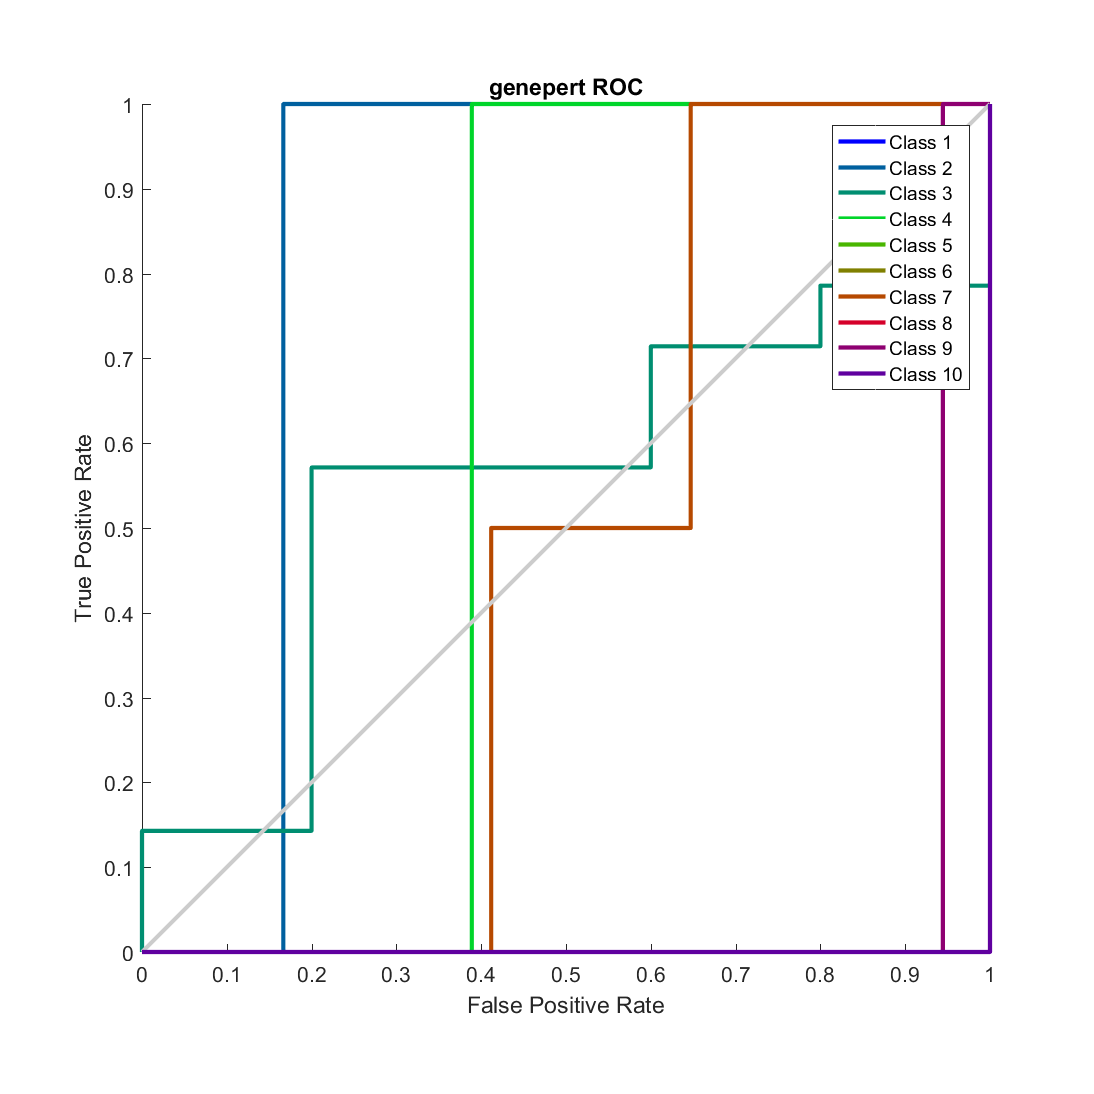 genepert ROC
True Positive Rate
1
0.9
0.8
0.7
0.6
0.5
0.4
0.3
0.2
0.1
0
Class 1
Class 2
Class 3
Class 4
Class 5
Class 6
Class 7
Class 8
Class 9
Class 10
0 0.1 0.2 0.3 0.4 0.5 0.6 0.7 0.8 0.9 1
False Positive Rate